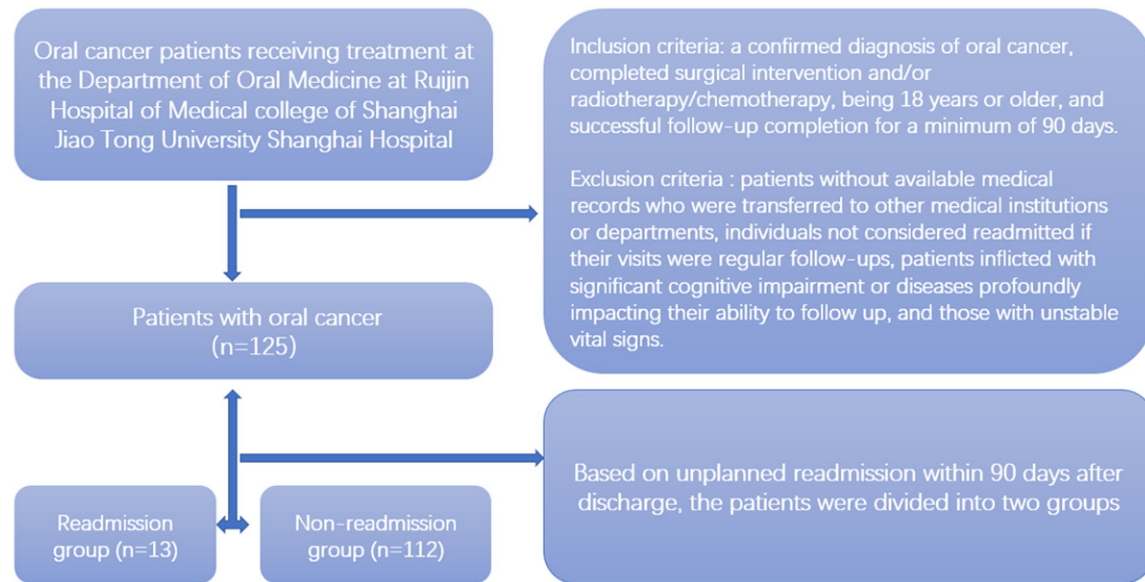 Oral cancer patients receiving treatment at
the Department of Oral Medicine at Ruijin
Hospital of Medical college of Shanghai
Jiao Tong University Shanghai Hospital
Inclusion criteria: a confirmed diagnosis of oral cancer,
completed surgical intervention and/or
radiotherapy/chemotherapy, being 18 years or older, and
successful follow-up completion for a minimum of 90 days.
Exclusion criteria : patients without available medical
records who were transferred to other medical institutions
or departments, individuals not considered readmitted if
their visits were regular follow-ups, patients inflicted with
significant cognitive impairment or diseases profoundly
impacting their ability to follow up, and those with unstable
vital signs.
Patients with oral cancer
(n=125)
Based on unplanned readmission within 90 days after
discharge, the patients were divided into two groups
Readmission
group (n=13)
Non-readmission
group (n=112)